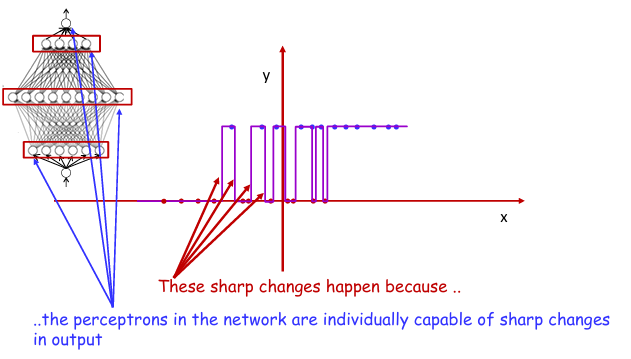 y
x
These sharp changes happen because ..
..the perceptrons in the network are individually capable of sharp changes
in output